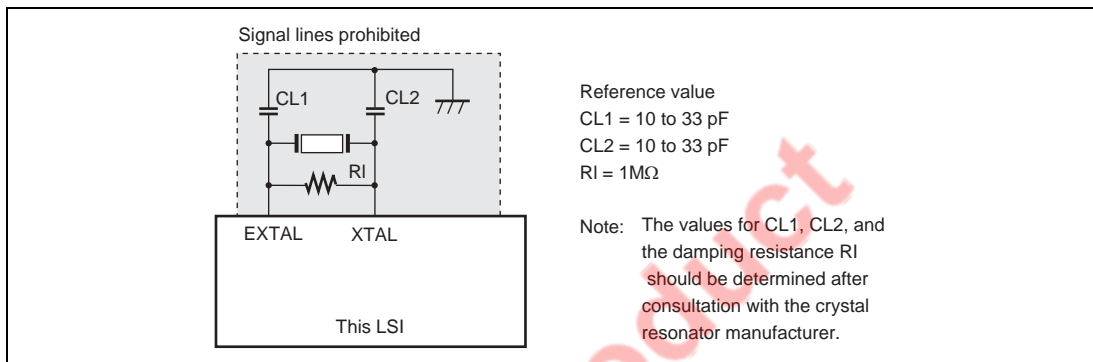 Signal lines prohibited
CL1
CL2
RI
EXTAL
XTAL
This LSI
Reference value
CL1 = 10 to 33 pF
CL2 = 10 to 33 pF
RI = 1MΩ
Note: The values for CL1, CL2, and
the damping resistance RI
should be determined after
consultation with the crystal
resonator manufacturer.
oduct